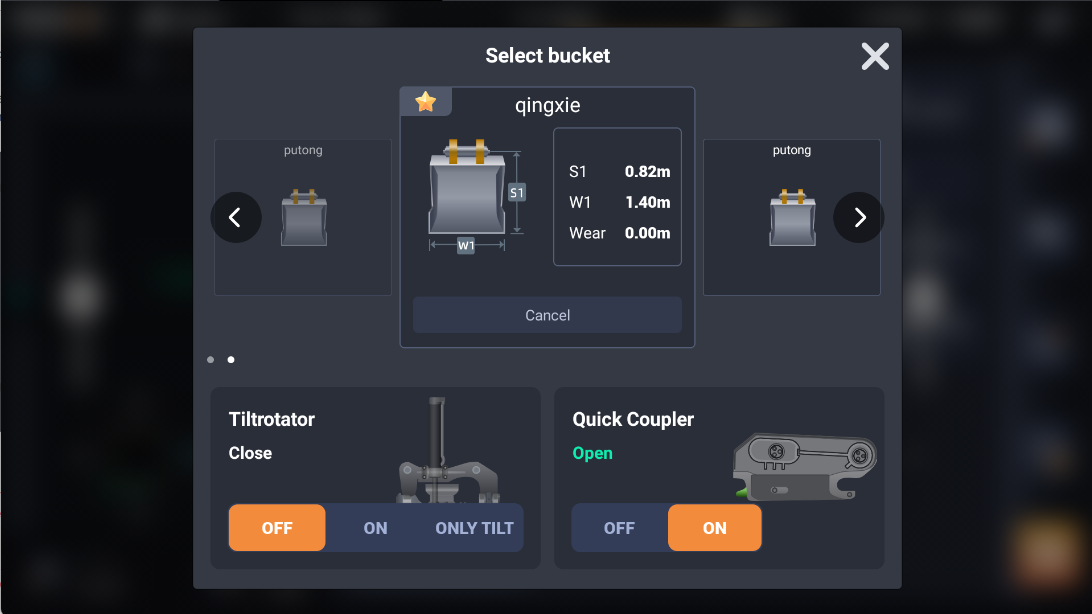 Select bucket
qingxie
putong
S1 0.82m
W1 1.40m
Wear 0.00m
S1
W1
Cancel
putong
Tiltrotator
Close
OFF ON ONLY TILT
Quick Coupler
Open
OFF ON